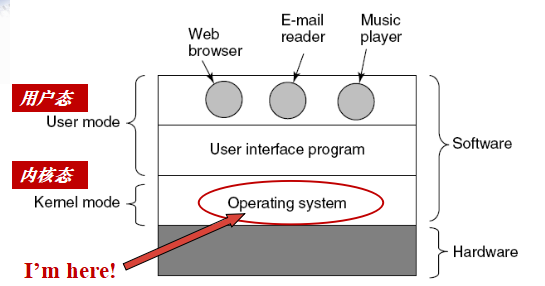 Web
browser
E-mail
reader
Music
player
用户态
User mode
User interface program
Software
内核态
Kernel mode
Operating system
Hardware
I'm here!